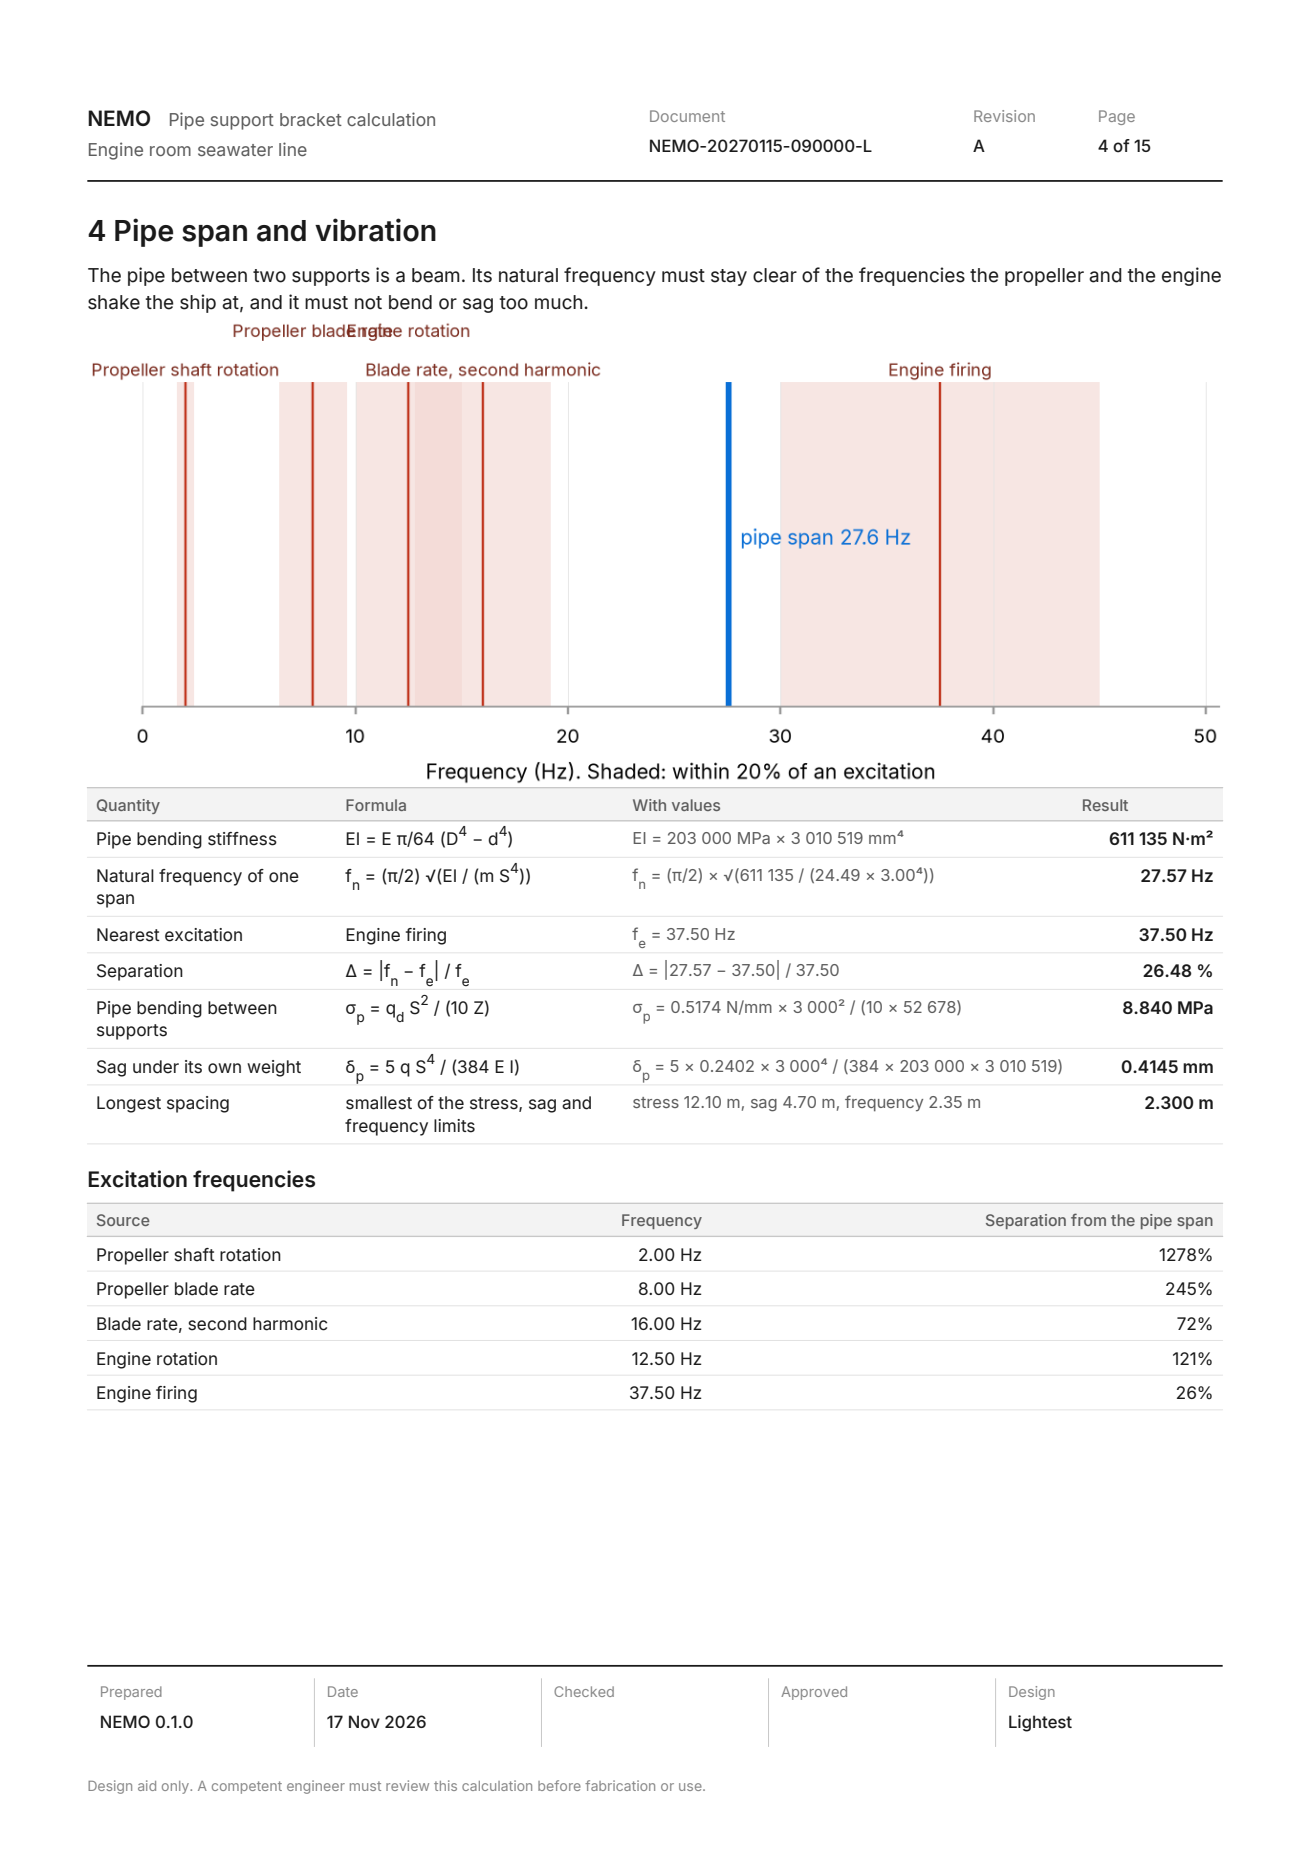 NEMO Pipe support bracket calculation
Engine room seawater line
Document
NEMO-20270115-090000-L
Revision
A
Page
4 of 15
4 Pipe span and vibration
The pipe between two supports is a beam. Its natural frequency must stay clear of the frequencies the propeller and the engine
shake the ship at, and it must not bend or sag too much.
Propeller blade rate
Engine rotation
Propeller shaft rotation
Blade rate, second harmonic
Engine firing
pipe span 27.6 Hz
0 10 20 30 40 50
Frequency (Hz). Shaded: within 20% of an excitation
Quantity Formula With values Result
Pipe bending stiffness EI = E π/64 (D⁴ − d⁴) EI = 203 000 MPa × 3 010 519 mm⁴ 611 135 N·m²
Natural frequency of one fₙ = (π/2) √(EI / (m S⁴)) fₙ = (π/2) × √(611 135 / (24.49 × 3.00⁴)) 27.57 Hz
span
Nearest excitation Engine firing fₑ = 37.50 Hz 37.50 Hz
Separation Δ = |fₙ − fₑ| / fₑ Δ = |27.57 − 37.50| / 37.50 26.48 %
Pipe bending between σₚ = q_d S² / (10 Z) σₚ = 0.5174 N/mm × 3 000² / (10 × 52 678) 8.840 MPa
supports
Sag under its own weight δₚ = 5 q S⁴ / (384 E I) δₚ = 5 × 0.2402 × 3 000⁴ / (384 × 203 000 × 3 010 519) 0.4145 mm
Longest spacing smallest of the stress, sag and stress 12.10 m, sag 4.70 m, frequency 2.35 m 2.300 m
frequency limits
Excitation frequencies
Source Frequency Separation from the pipe span
Propeller shaft rotation 2.00 Hz 1278%
Propeller blade rate 8.00 Hz 245%
Blade rate, second harmonic 16.00 Hz 72%
Engine rotation 12.50 Hz 121%
Engine firing 37.50 Hz 26%
Prepared Date Checked Approved Design
NEMO 0.1.0 17 Nov 2026 Lightest
Design aid only. A competent engineer must review this calculation before fabrication or use.